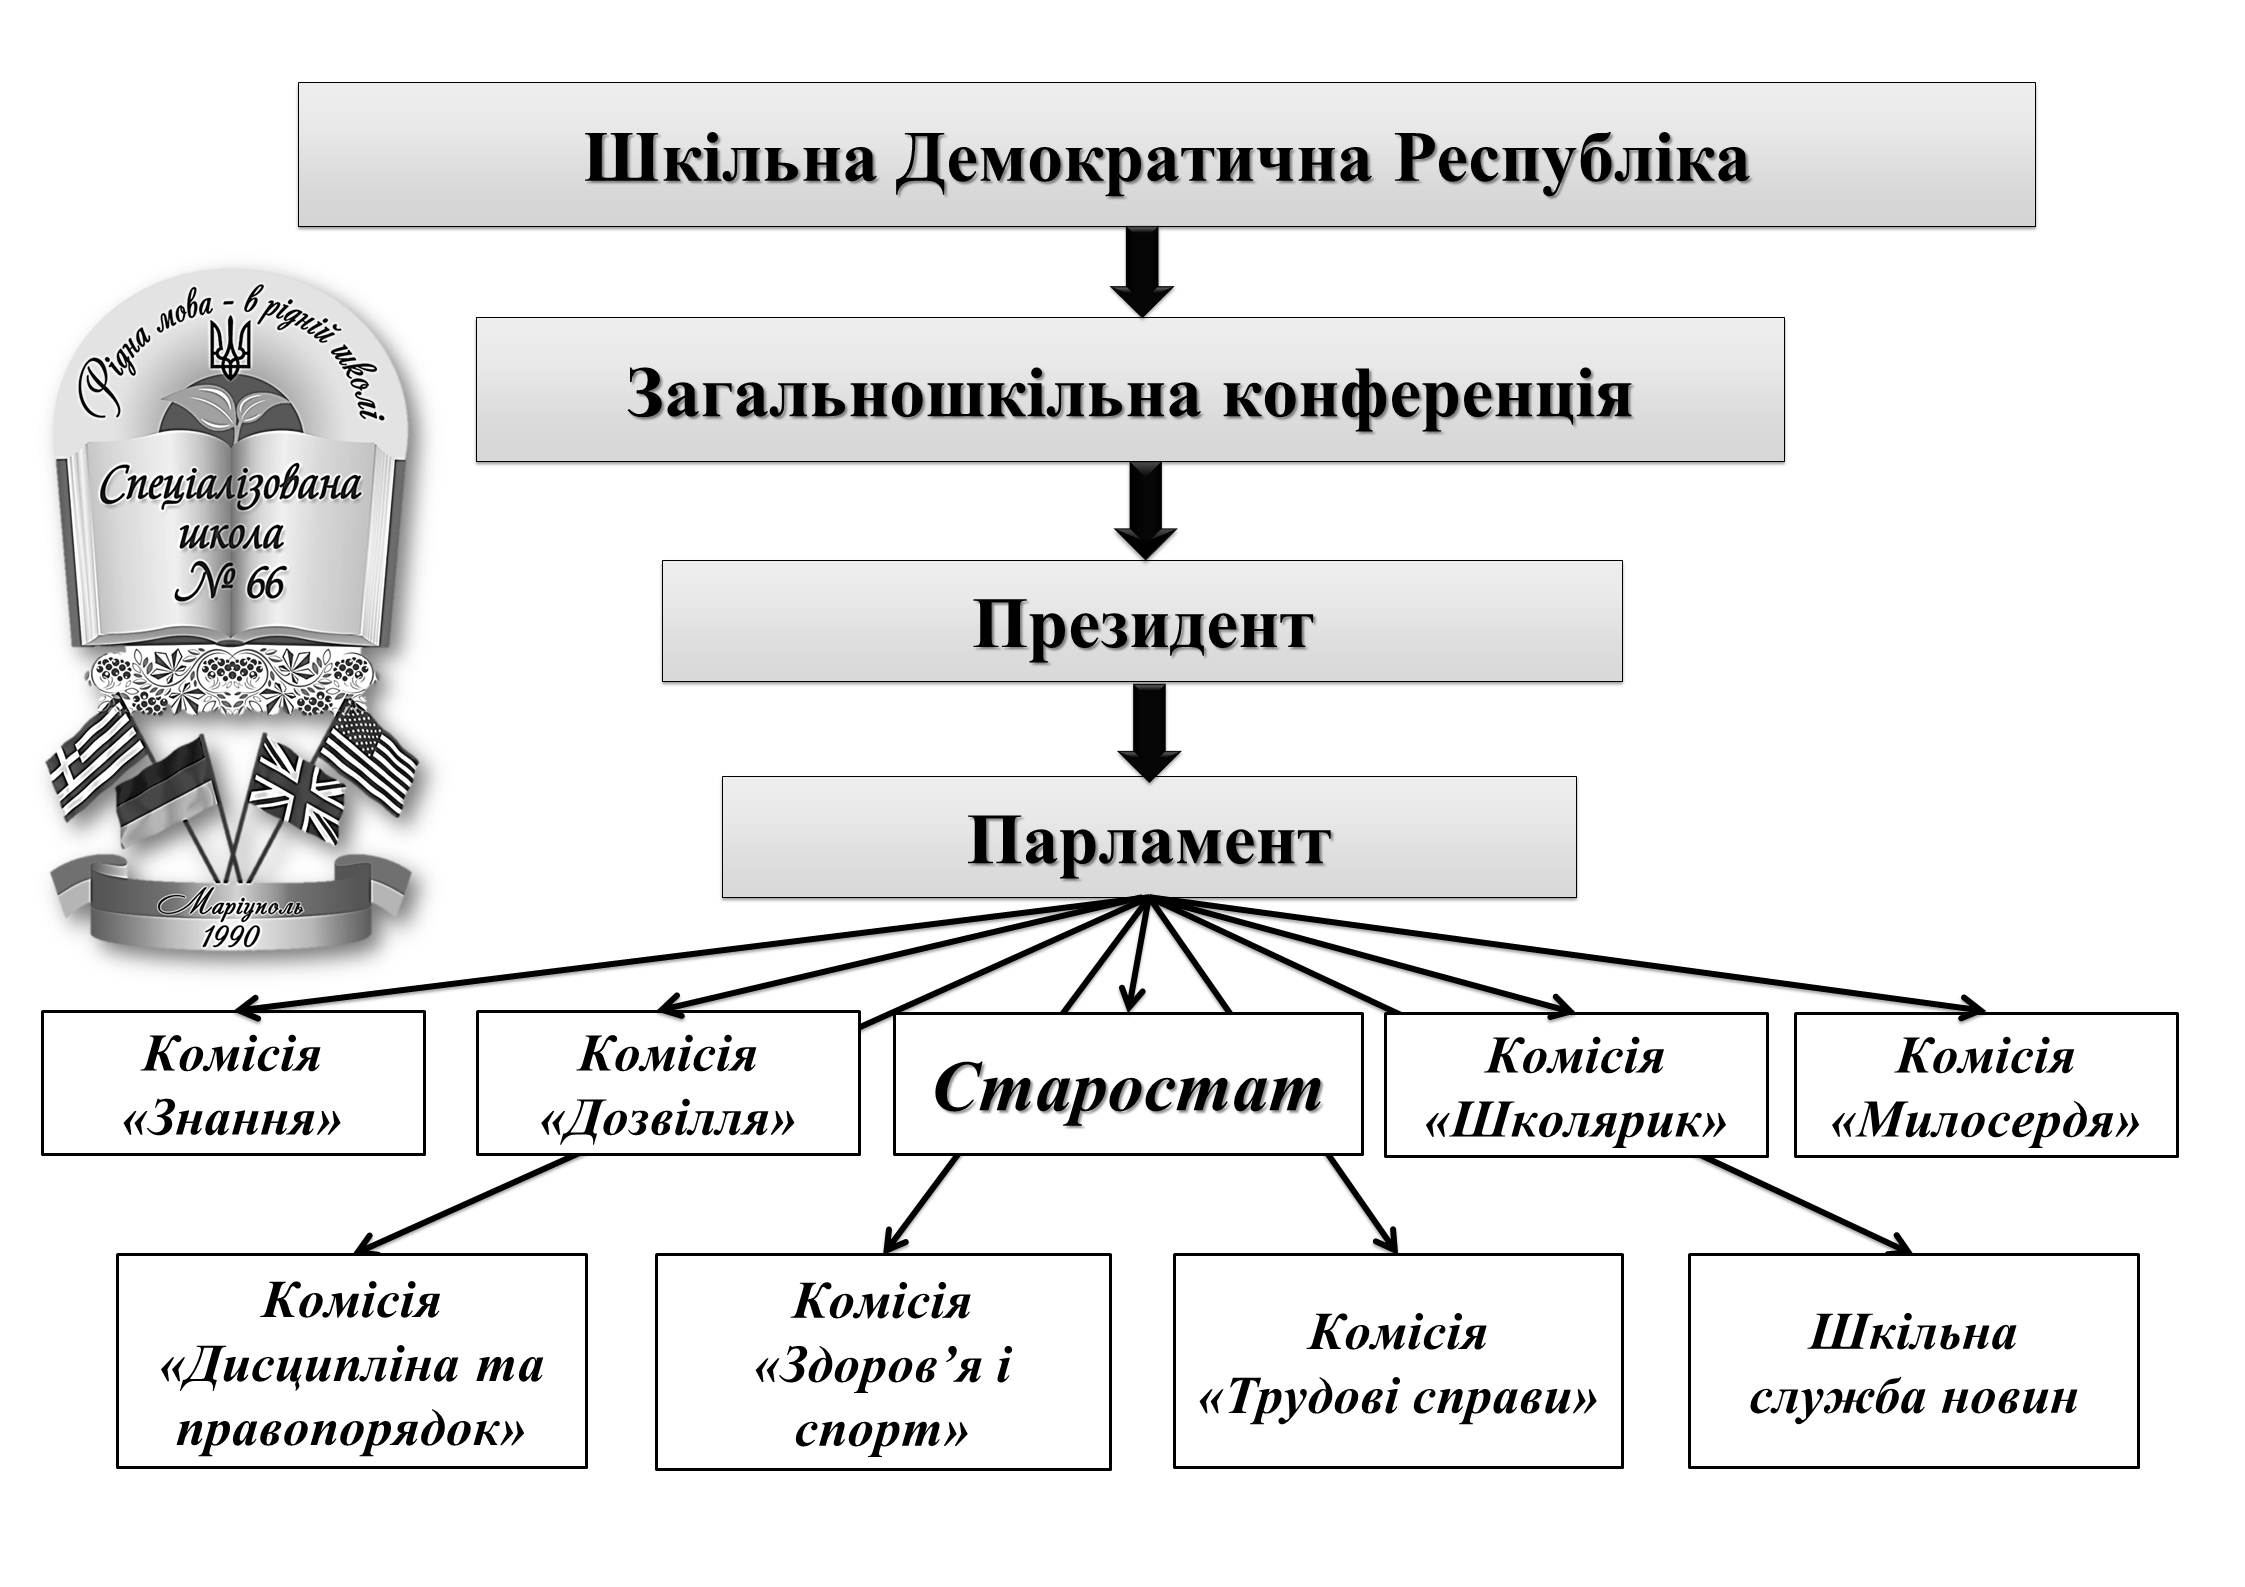 Шкільна Демократична Республіка
Рідна мова - в рідній школі
Спеціалізована
школа
№ 66
Маріуполь
1990
Загальношкільна конференція
Президент
Парламент
Комісія
«Знання»
Комісія
«Дозвілля»
Старостат
Комісія
«Школярик»
Комісія
«Милосердя»
Комісія
«Дисципліна та
правопорядок»
Комісія
«Здоров’я і
спорт»
Комісія
«Трудові справи»
Шкільна
служба новин